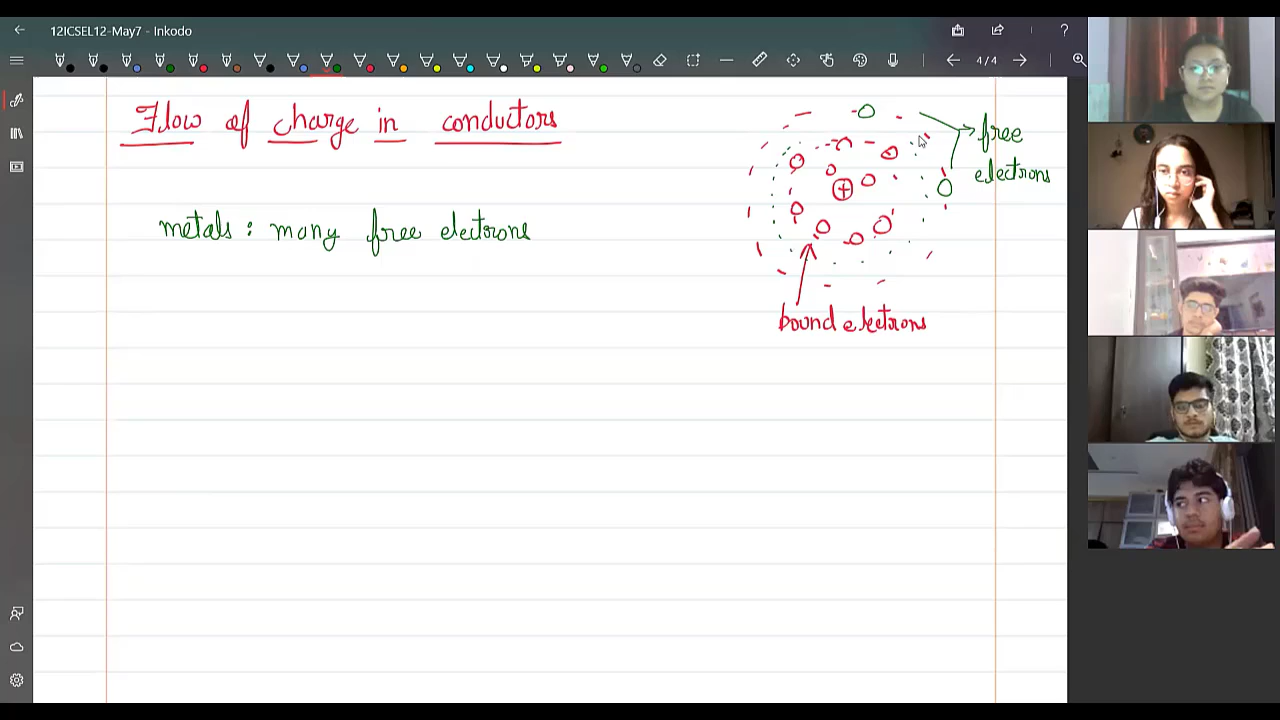 12ICSEL12-May7 - Inkodo
4/4
Flow of charge in conductors
free
electrons
metals : many free electrons
bound electrons